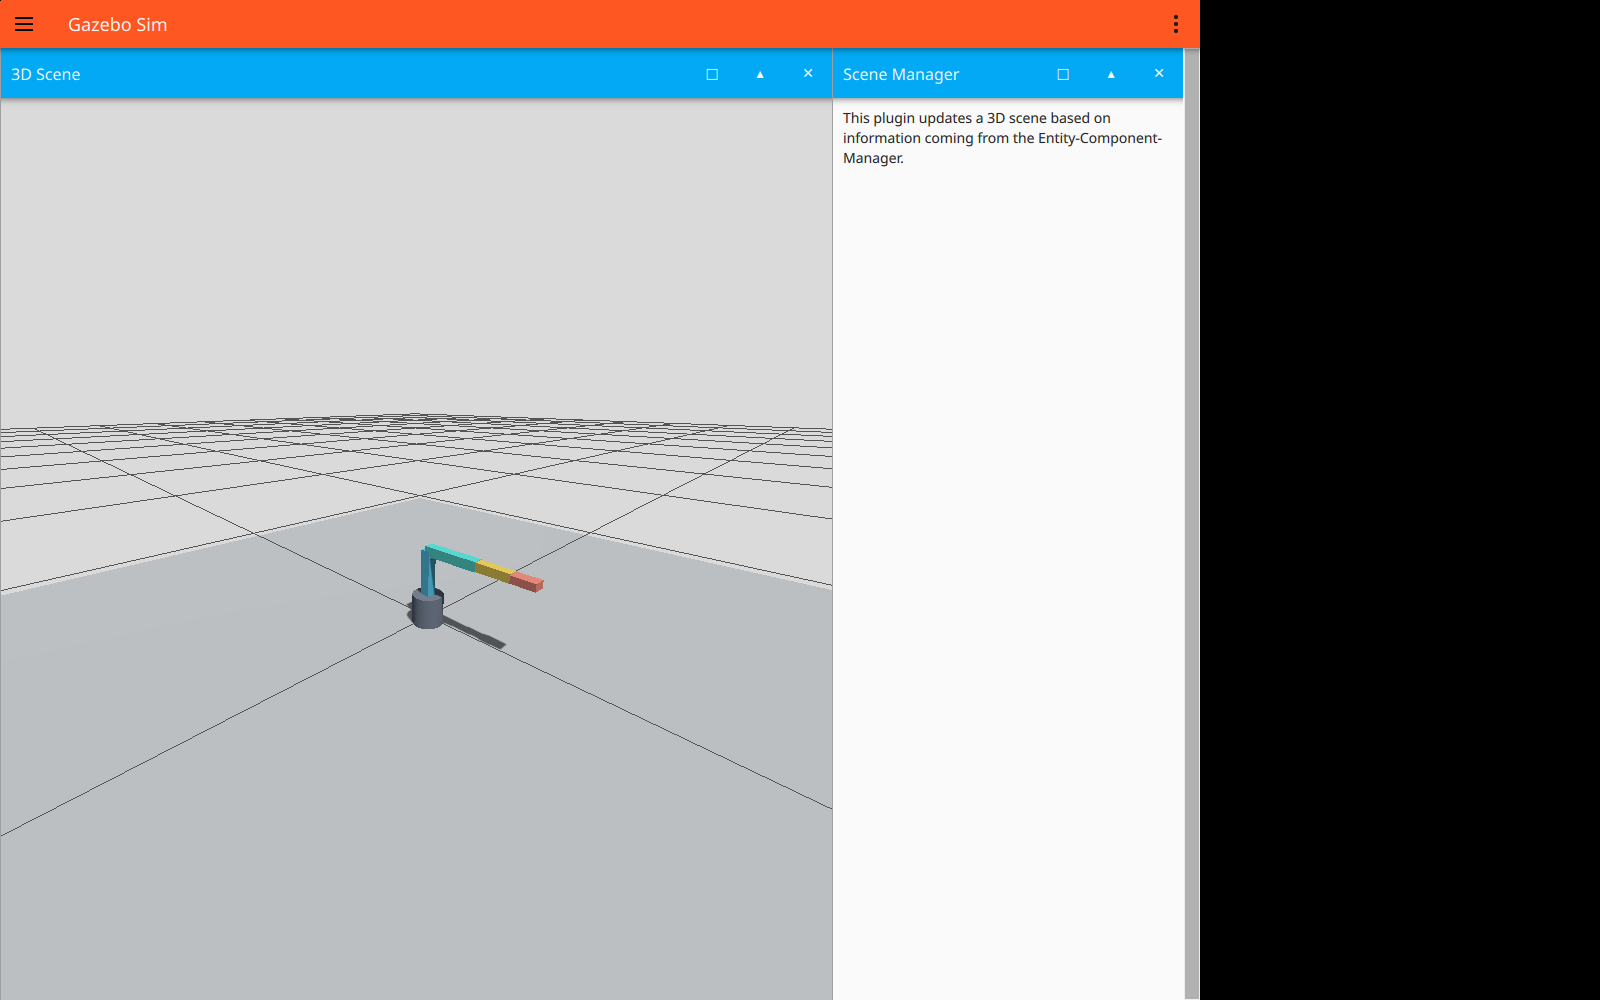 Gazebo Sim
3D Scene
Scene Manager
This plugin updates a 3D scene based on
information coming from the Entity-Component-
Manager.